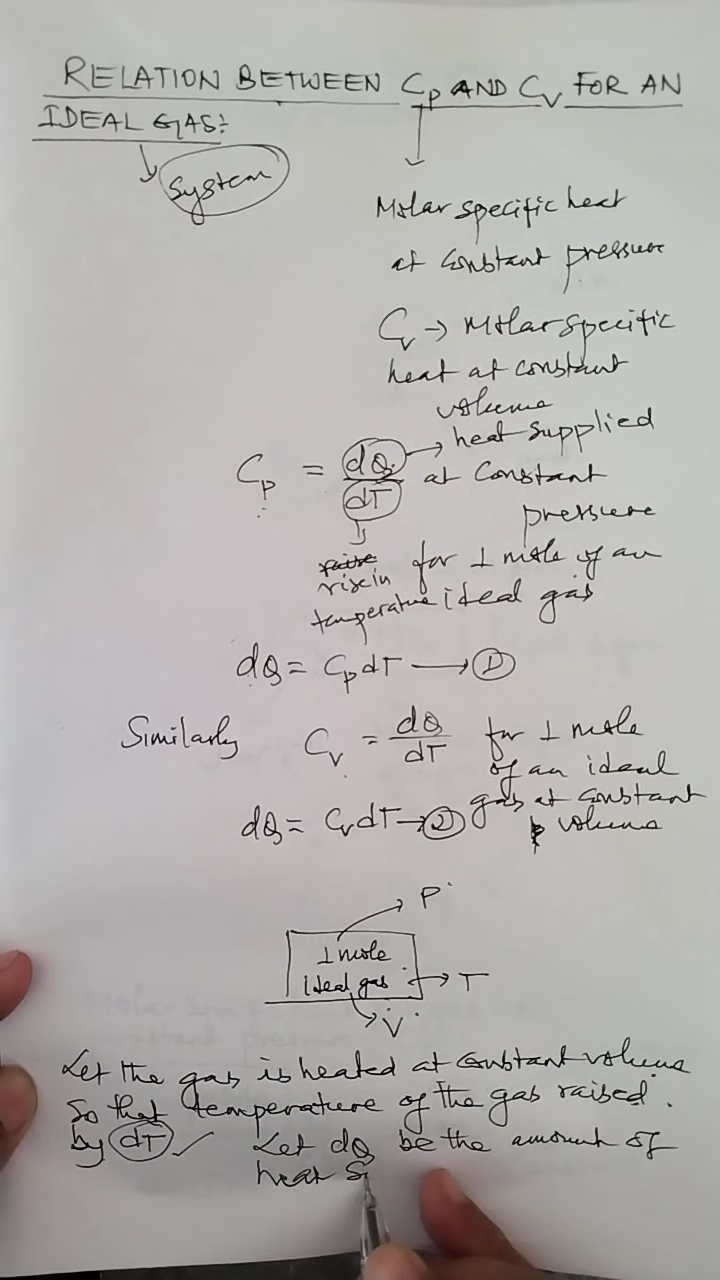 RELATION BETWEEN Cp AND Cv FOR AN
IDEAL GAS:
System
Molar specific heat
at constant pressure
Cv → Molar specific
heat at constant
volume
Cp = dQ/dT → heat supplied
at constant
pressure
rise in for 1 mole of an
temperature ideal gas
dQ = CpdT → ①
Similarly Cv = dQ/dT for 1 mole
of an ideal
gas at constant
volume
dQ = CvdT → ②
P
1 mole
ideal gas → T
V
Let the gas is heated at constant volume
So that temperature of the gas raised.
by dT ✓ Let dQ be the amount of
heat S